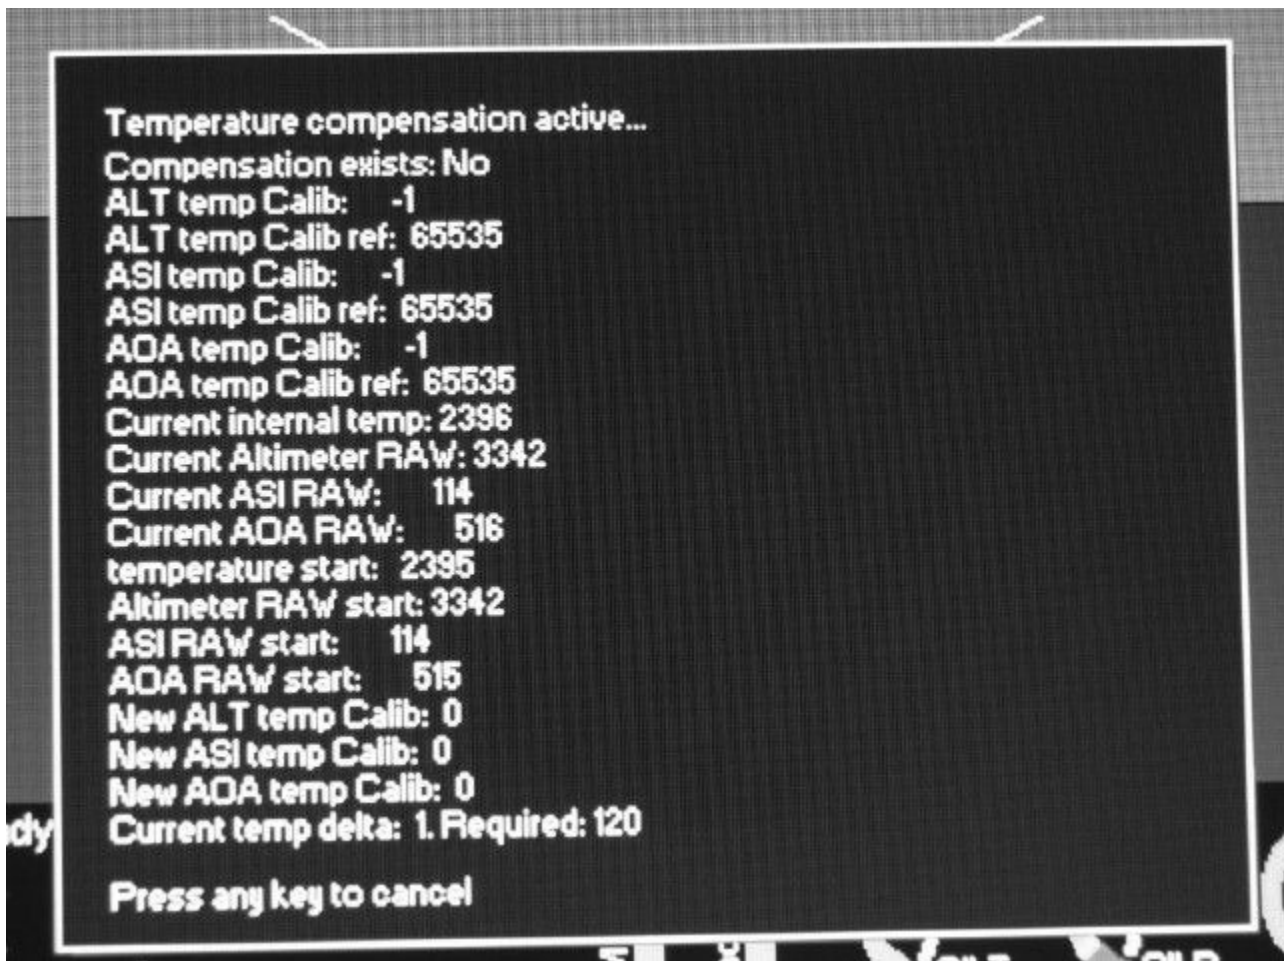 Temperature compensation active...
Compensation exists: No
ALT temp Calib: -1
ALT temp Calib ref: 65535
ASI temp Calib: -1
ASI temp Calib ref: 65535
AOA temp Calib: -1
AOA temp Calib ref: 65535
Current internal temp: 2396
Current Altimeter RAW: 3342
Current ASI RAW: 114
Current AOA RAW: 516
temperature start: 2395
Altimeter RAW start: 3342
ASI RAW start: 114
AOA RAW start: 515
New ALT temp Calib: 0
New ASI temp Calib: 0
New AOA temp Calib: 0
Current temp delta: 1. Required: 120
Press any key to cancel